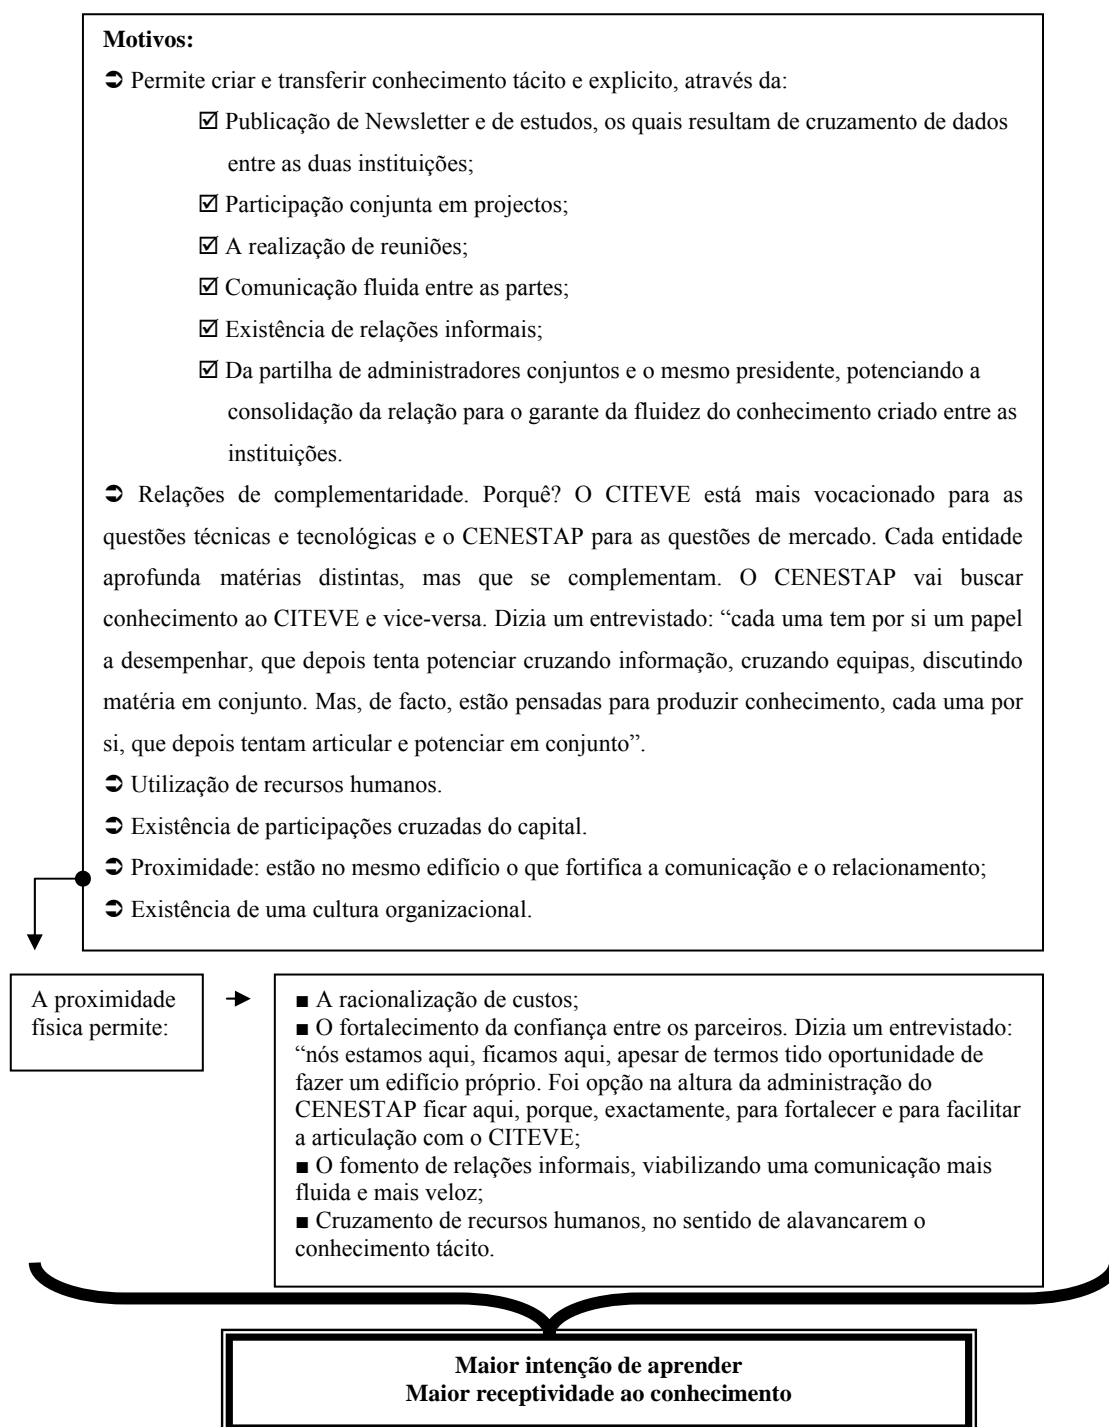 Motivos:
➲ Permite criar e transferir conhecimento tácito e explicito, através da:
☑ Publicação de Newsletter e de estudos, os quais resultam de cruzamento de dados
entre as duas instituições;
☑ Participação conjunta em projectos;
☑ A realização de reuniões;
☑ Comunicação fluida entre as partes;
☑ Existência de relações informais;
☑ Da partilha de administradores conjuntos e o mesmo presidente, potenciando a
consolidação da relação para o garante da fluidez do conhecimento criado entre as
instituições.
➲ Relações de complementaridade. Porquê? O CITEVE está mais vocacionado para as
questões técnicas e tecnológicas e o CENESTAP para as questões de mercado. Cada entidade
aprofunda matérias distintas, mas que se complementam. O CENESTAP vai buscar
conhecimento ao CITEVE e vice-versa. Dizia um entrevistado: “cada uma tem por si um papel
a desempenhar, que depois tenta potenciar cruzando informação, cruzando equipas, discutindo
matéria em conjunto. Mas, de facto, estão pensadas para produzir conhecimento, cada uma por
si, que depois tentam articular e potenciar em conjunto”.
➲ Utilização de recursos humanos.
➲ Existência de participações cruzadas do capital.
➲ Proximidade: estão no mesmo edifício o que fortifica a comunicação e o relacionamento;
➲ Existência de uma cultura organizacional.
A proximidade
física permite:
■ A racionalização de custos;
■ O fortalecimento da confiança entre os parceiros. Dizia um entrevistado:
“nós estamos aqui, ficamos aqui, apesar de termos tido oportunidade de
fazer um edifício próprio. Foi opção na altura da administração do
CENESTAP ficar aqui, porque, exactamente, para fortalecer e para facilitar
a articulação com o CITEVE;
■ O fomento de relações informais, viabilizando uma comunicação mais
fluida e mais veloz;
■ Cruzamento de recursos humanos, no sentido de alavancarem o
conhecimento tácito.
Maior intenção de aprender
Maior receptividade ao conhecimento